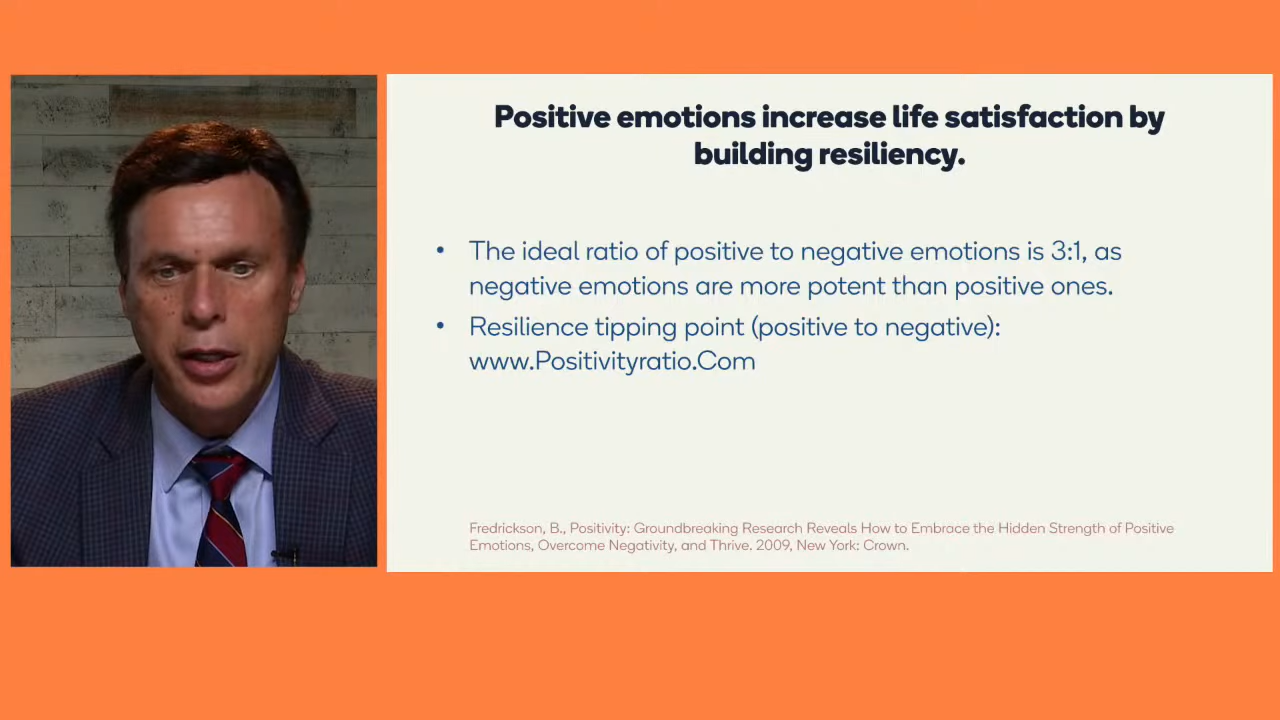 Positive emotions increase life satisfaction by
building resiliency.
• The ideal ratio of positive to negative emotions is 3:1, as
negative emotions are more potent than positive ones.
• Resilience tipping point (positive to negative):
www.Positivityratio.Com
Fredrickson, B., Positivity: Groundbreaking Research Reveals How to Embrace the Hidden Strength of Positive
Emotions, Overcome Negativity, and Thrive. 2009, New York: Crown.